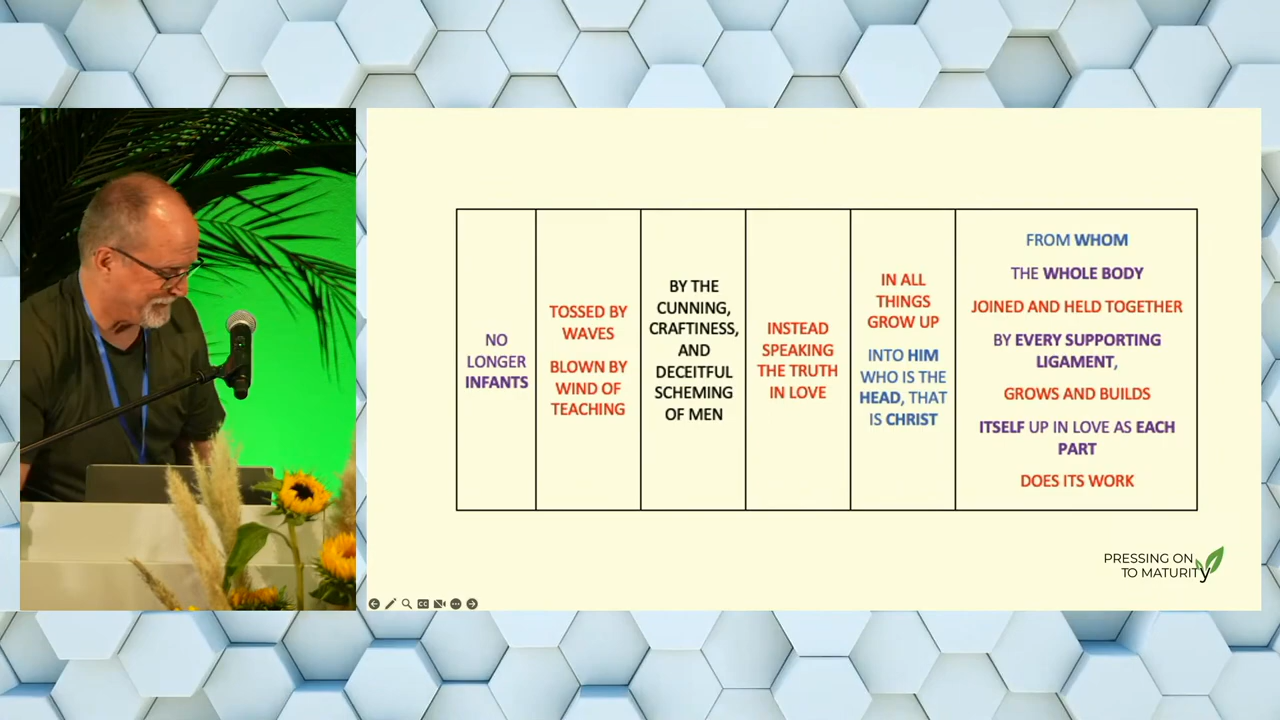 NO
LONGER
INFANTS
TOSSED BY
WAVES
BLOWN BY
WIND OF
TEACHING
BY THE
CUNNING,
CRAFTINESS,
AND
DECEITFUL
SCHEMING
OF MEN
INSTEAD
SPEAKING
THE TRUTH
IN LOVE
IN ALL
THINGS
GROW UP
INTO HIM
WHO IS THE
HEAD, THAT
IS CHRIST
FROM WHOM
THE WHOLE BODY
JOINED AND HELD TOGETHER
BY EVERY SUPPORTING
LIGAMENT,
GROWS AND BUILDS
ITSELF UP IN LOVE AS EACH
PART
DOES ITS WORK
PRESSING ON
TO MATURITy
CC